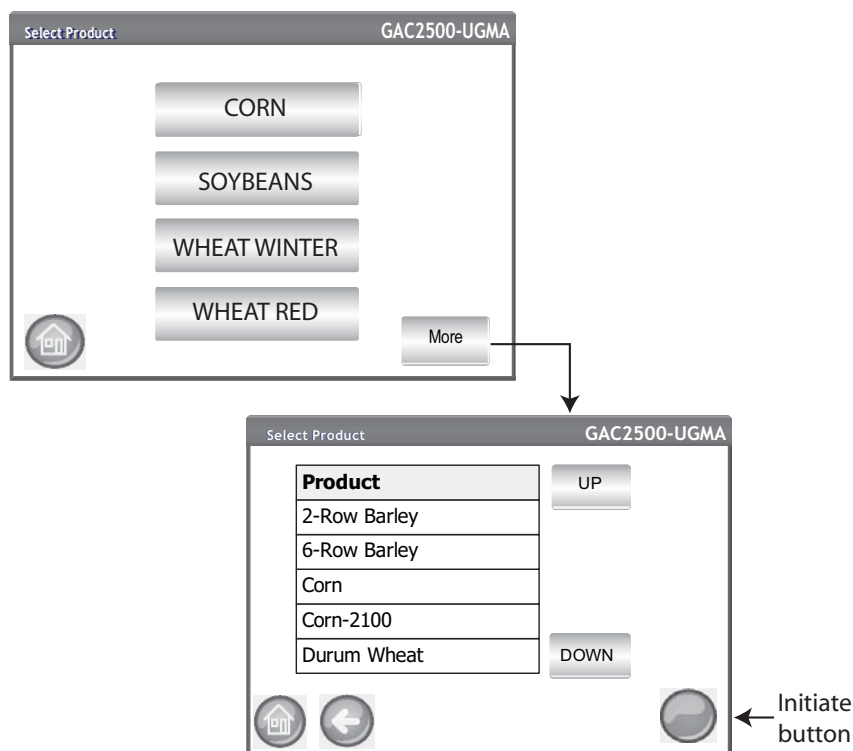 Select Product GAC2500-UGMA
CORN
SOYBEANS
WHEAT WINTER
WHEAT RED
More
Select Product GAC2500-UGMA
Product
UP
2-Row Barley
6-Row Barley
Corn
Corn-2100
Durum Wheat
DOWN
Initiate
button